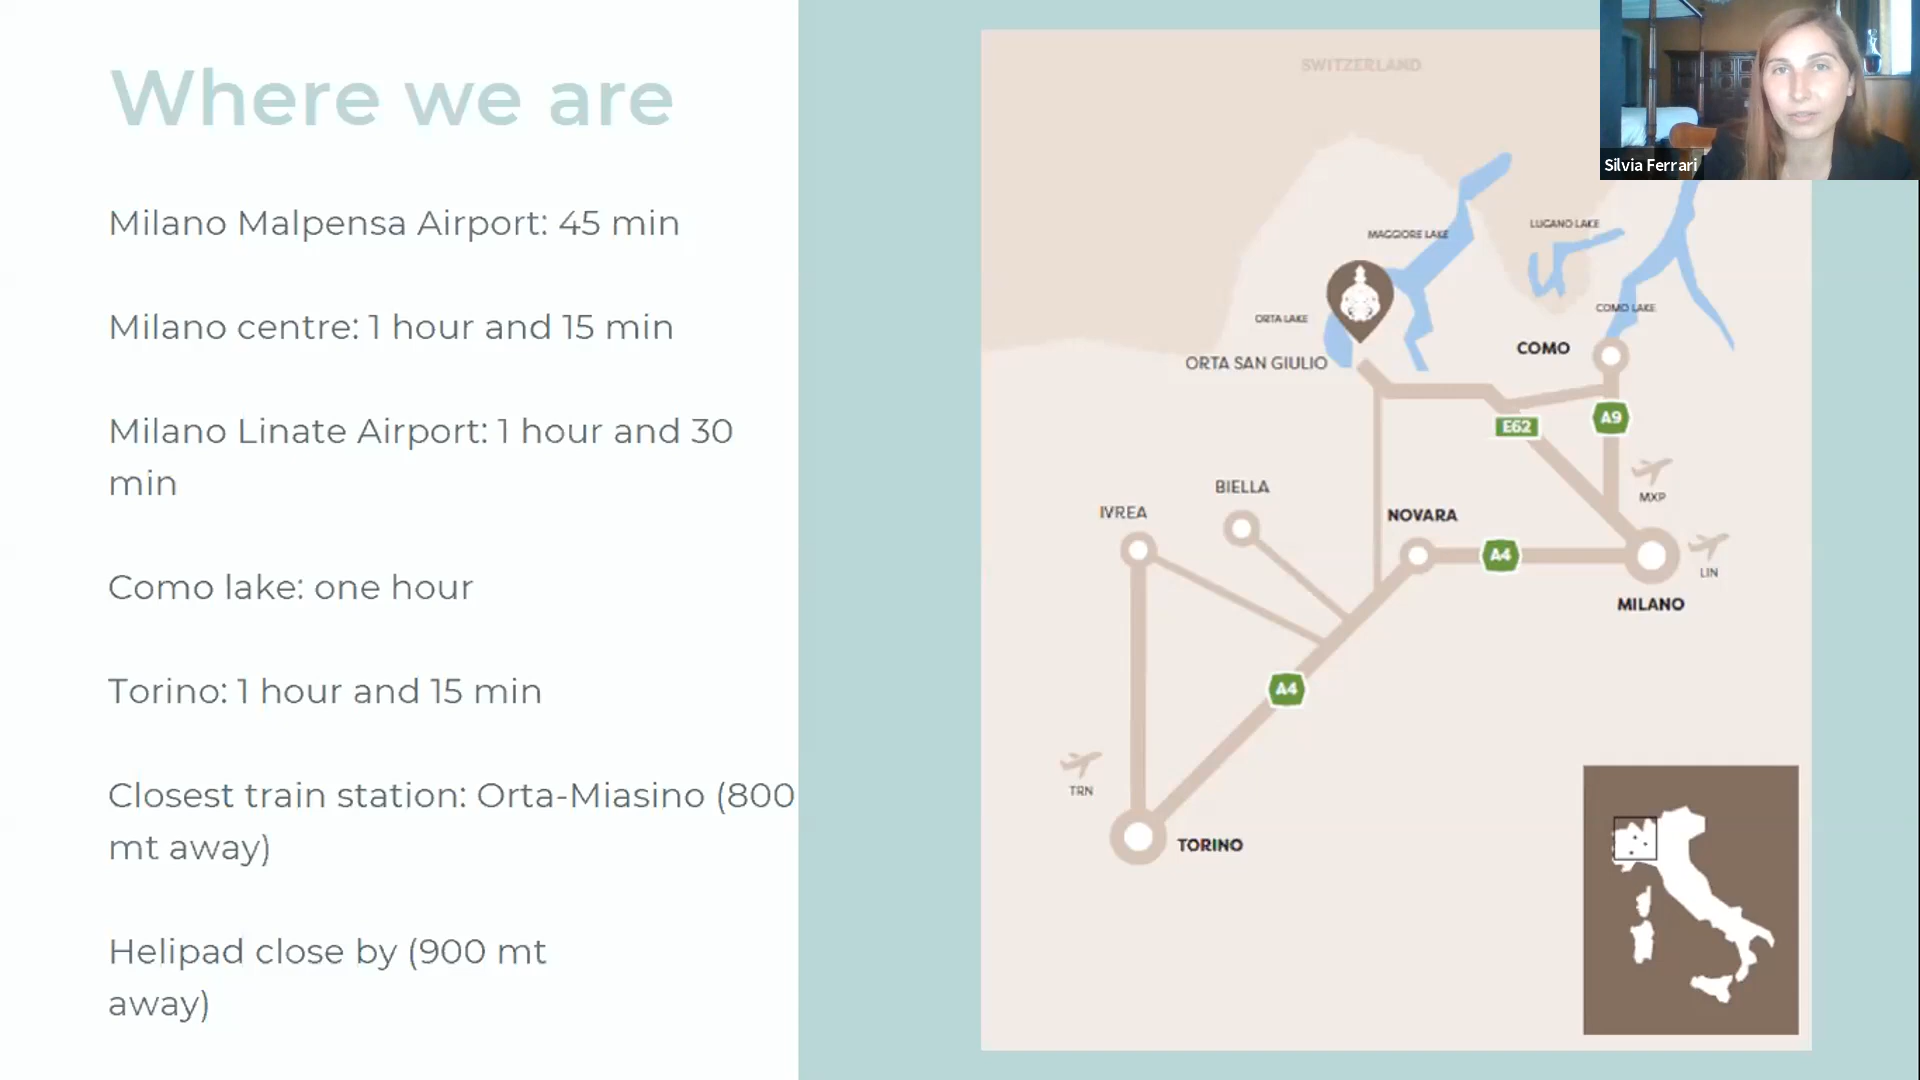 Where we are
Milano Malpensa Airport: 45 min
Milano centre: 1 hour and 15 min
Milano Linate Airport: 1 hour and 30
min
Como lake: one hour
Torino: 1 hour and 15 min
Closest train station: Orta-Miasino (800
mt away)
Helipad close by (900 mt
away)
SWITZERLAND
Silvia Ferrari
MAGGIORE LAKE
LUGANO LAKE
ORTA LAKE
COMO LAKE
ORTA SAN GIULIO
COMO
E62
A9
MXP
BIELLA
IVREA
NOVARA
A4
LIN
MILANO
A4
TRN
TORINO